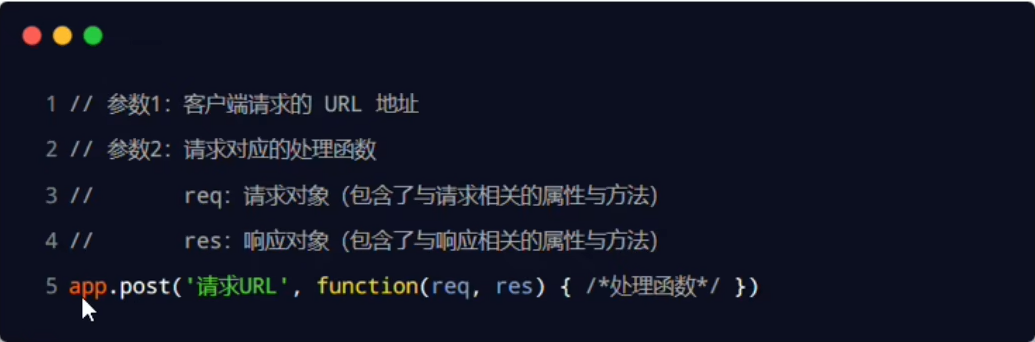 1 // 参数1：客户端请求的 URL 地址
2 // 参数2：请求对应的处理函数
3 //       req：请求对象（包含了与请求相关的属性与方法）
4 //       res：响应对象（包含了与响应相关的属性与方法）
5 app.post('请求URL', function(req, res) { /*处理函数*/ })